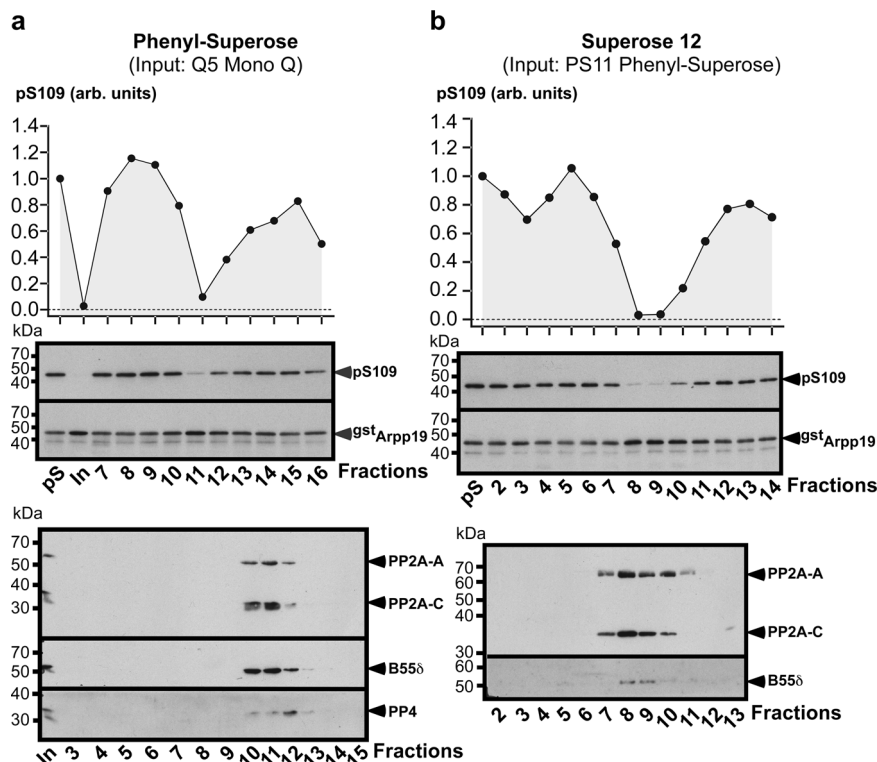 a
Phenyl-Superose
(Input: Q5 Mono Q)
pS109 (arb. units)
1.4
1.2
1.0
0.8
0.6
0.4
0.2
0.0
kDa
70
50
40
pS109
70
50
40
gstArpp19
pS In 7 8 9 10 11 12 13 14 15 16 Fractions
kDa
70
50
40
30
PP2A-A
PP2A-C
70
50
B55δ
40
30
PP4
In 3 4 5 6 7 8 9 10 11 12 13 14 15 Fractions
b
Superose 12
(Input: PS11 Phenyl-Superose)
pS109 (arb. units)
1.4
1.2
1.0
0.8
0.6
0.4
0.2
0.0
kDa
70
50
40
pS109
70
50
40
gstArpp19
pS 2 3 4 5 6 7 8 9 10 11 12 13 14 Fractions
kDa
70
60
50
40
30
PP2A-A
PP2A-C
60
50
B55δ
2 3 4 5 6 7 8 9 10 11 12 13 Fractions